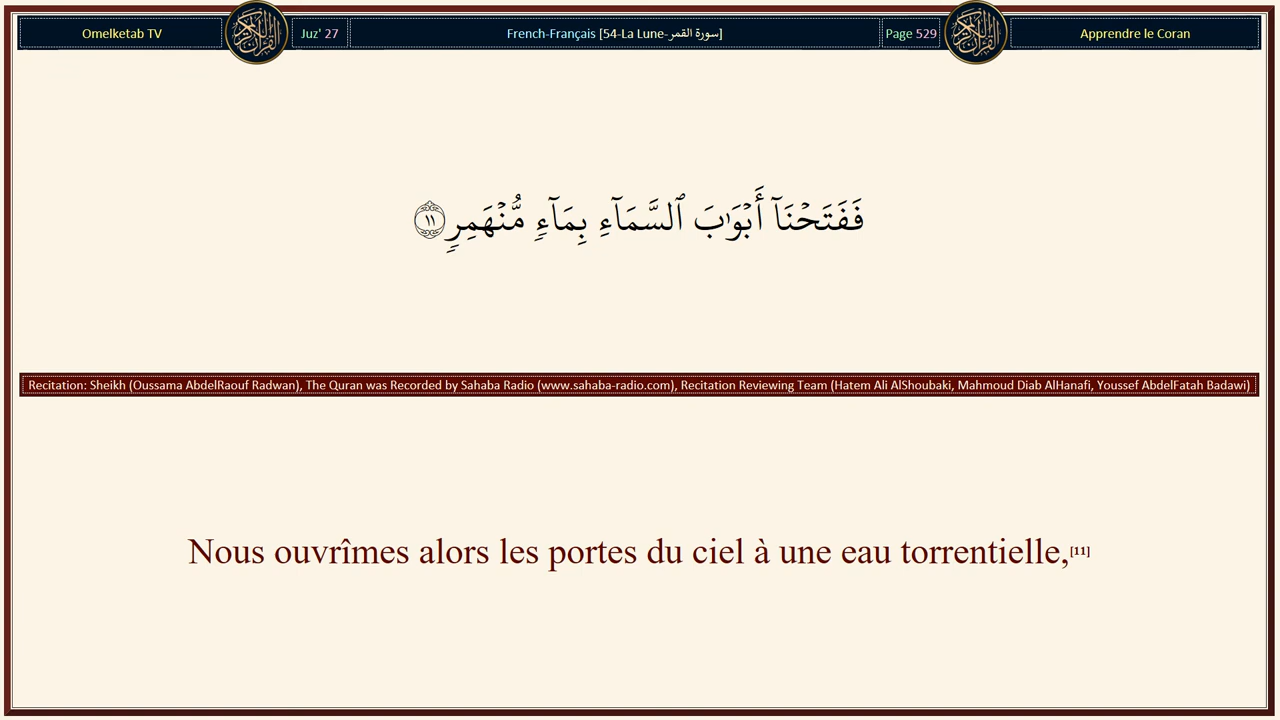 Omelketab TV
Juz' 27
French-Français [54-La Lune-سورة القمر]
Page 529
Apprendre le Coran
فَفَتَحْنَآ أَبْوَٰبَ ٱلسَّمَآءِ بِمَآءٍۢ مُّنْهَمِرٍۢ ١١
Recitation: Sheikh (Oussama AbdelRaouf Radwan), The Quran was Recorded by Sahaba Radio (www.sahaba-radio.com), Recitation Reviewing Team (Hatem Ali AlShoubaki, Mahmoud Diab AlHanafi, Youssef AbdelFatah Badawi)
Nous ouvrîmes alors les portes du ciel à une eau torrentielle,[11]